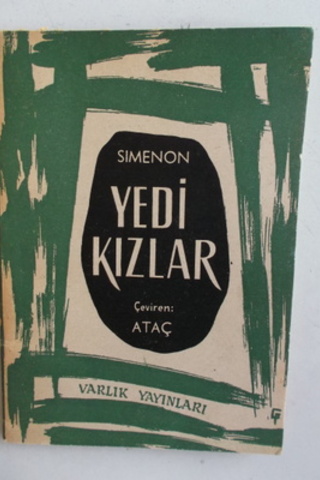 SIMENON
YEDİ
KIZLAR
Çeviren:
ATAÇ
VARLIK YAYINLARI